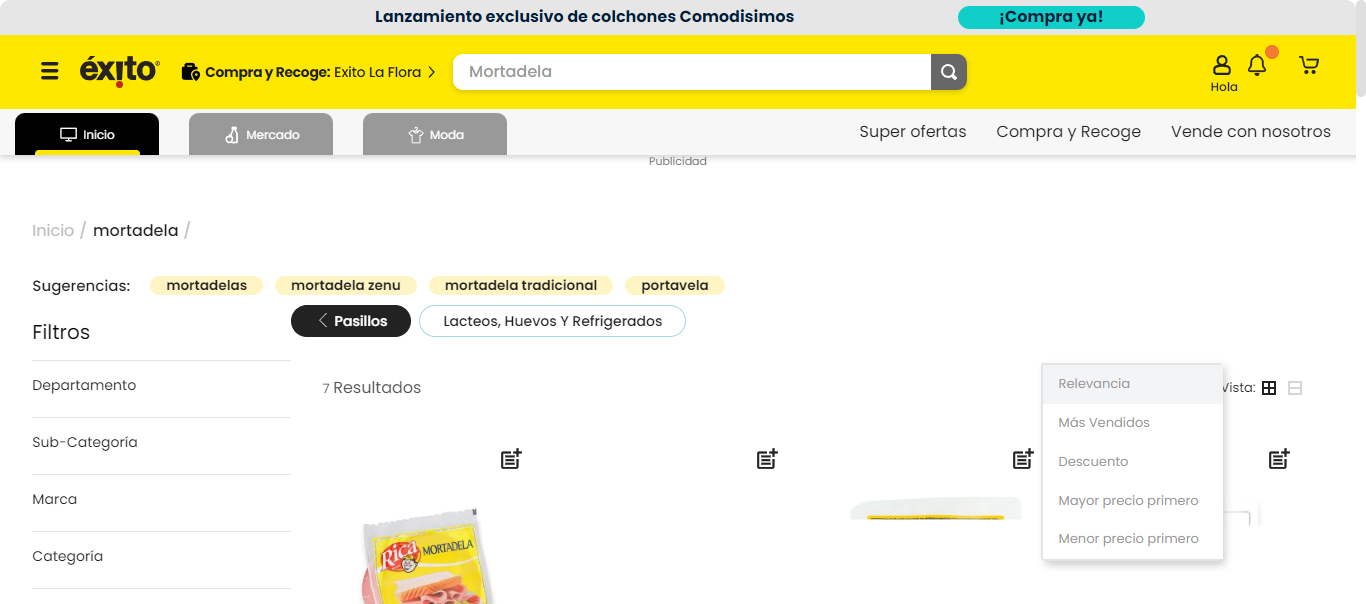 Lanzamiento exclusivo de colchones Comodisimos
¡Compra ya!
éxito
Compra y Recoge: Exito La Flora
Mortadela
Hola
Inicio
Mercado
Moda
Super ofertas
Compra y Recoge
Vende con nosotros
Publicidad
Inicio / mortadela /
Sugerencias:
mortadelas
mortadela zenu
mortadela tradicional
portavela
Filtros
Pasillos
Lacteos, Huevos Y Refrigerados
Departamento
Sub-Categoría
Marca
Categoría
7 Resultados
Relevancia
Más Vendidos
Descuento
Mayor precio primero
Menor precio primero
Vista:
Rica
MORTADELA